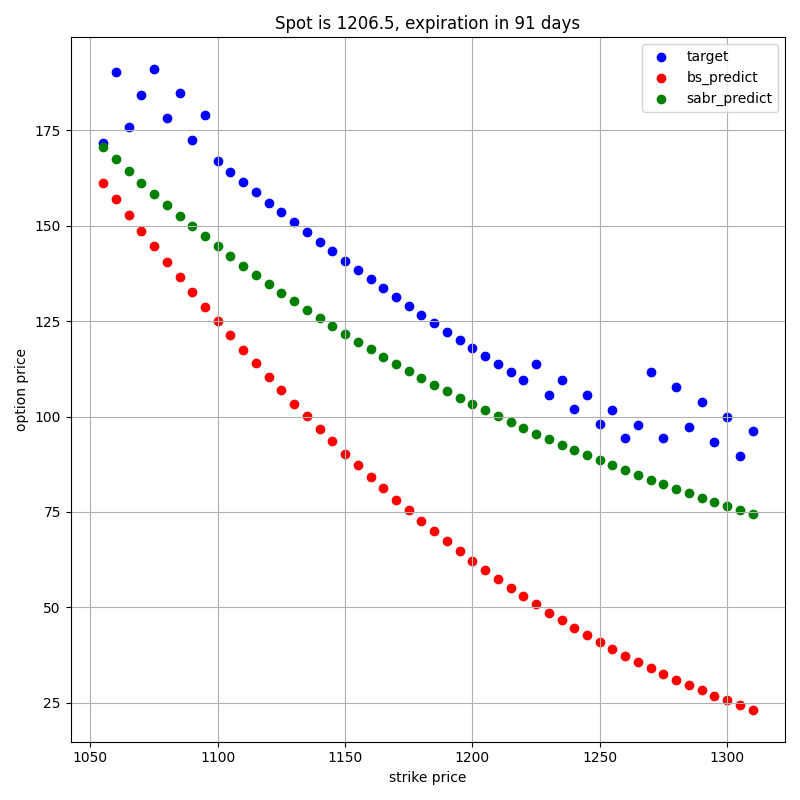 Spot is 1206.5, expiration in 91 days
target
bs_predict
sabr_predict
option price
175
150
125
100
75
50
25
1050
1100
1150
1200
1250
1300
strike price